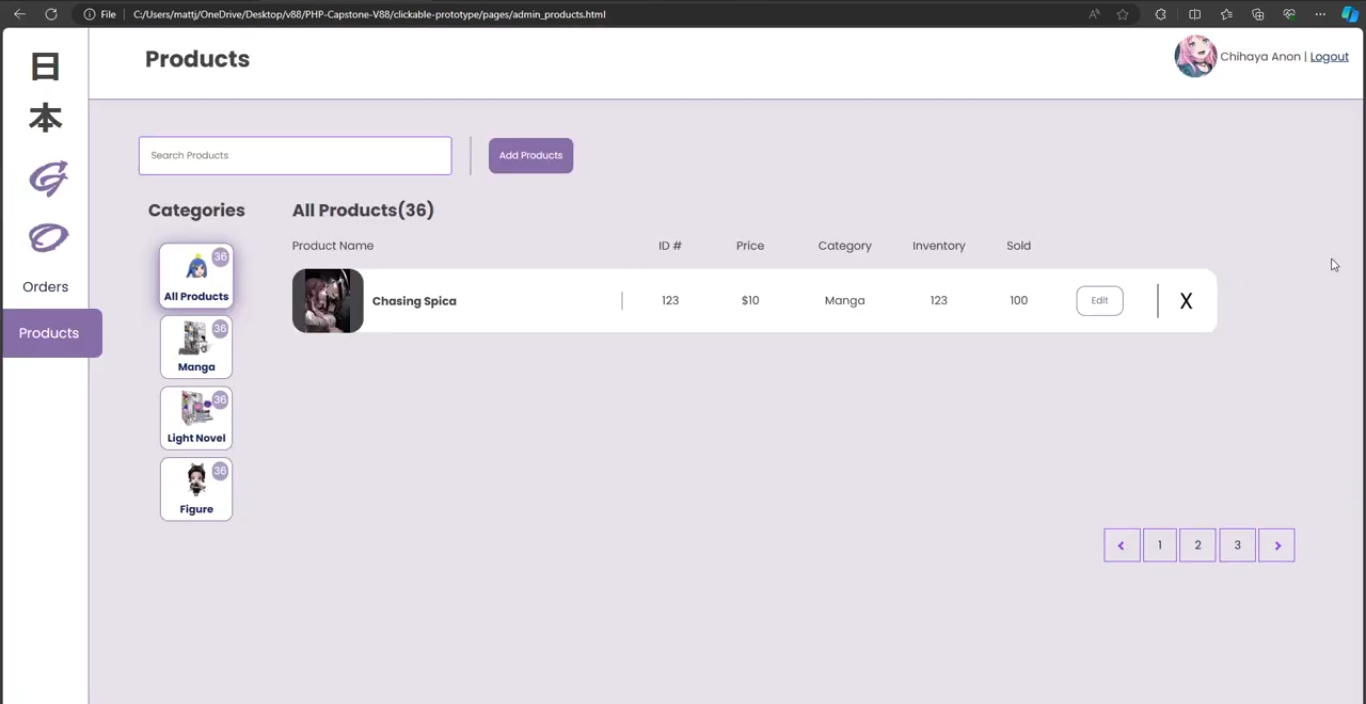 File C:/Users/mattj/OneDrive/Desktop/v88/PHP-Capstone-V88/clickable-prototype/pages/admin_products.html
日
本
G
O
Orders
Products
Products
Chihaya Anon | Logout
Search Products
Add Products
Categories
36
All Products
36
Manga
36
Light Novel
36
Figure
All Products(36)
Product Name ID # Price Category Inventory Sold
Chasing Spica | 123 $10 Manga 123 100 Edit X
< 1 2 3 >